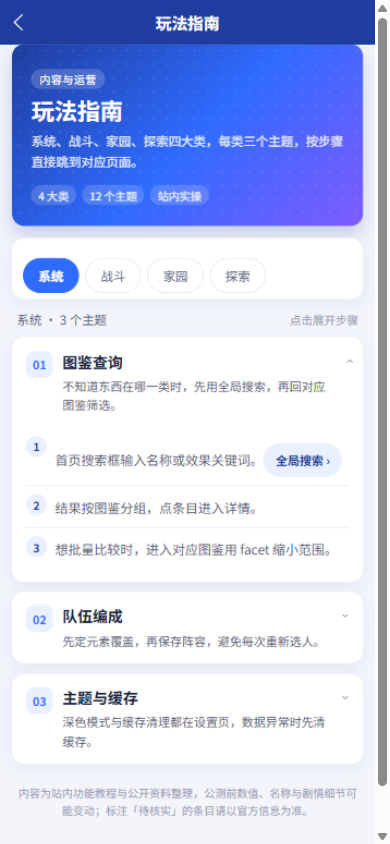 玩法指南
内容与运营
玩法指南
系统、战斗、家园、探索四大类，每类三个主题，按步骤
直接跳到对应页面。
4 大类 12 个主题 站内实操
系统 战斗 家园 探索
系统 · 3 个主题 点击展开步骤
01 图鉴查询
不知道东西在哪一类时，先用全局搜索，再回对应
图鉴筛选。
1 首页搜索框输入名称或效果关键词。 全局搜索 ›
2 结果按图鉴分组，点条目进入详情。
3 想批量比较时，进入对应图鉴用 facet 缩小范围。
02 队伍编成
先定元素覆盖，再保存阵容，避免每次重新选人。
03 主题与缓存
深色模式与缓存清理都在设置页，数据异常时先清
缓存。
内容为站内功能教程与公开资料整理，公测前数值、名称与剧情细节可
能变动；标注「待核实」的条目请以官方信息为准。